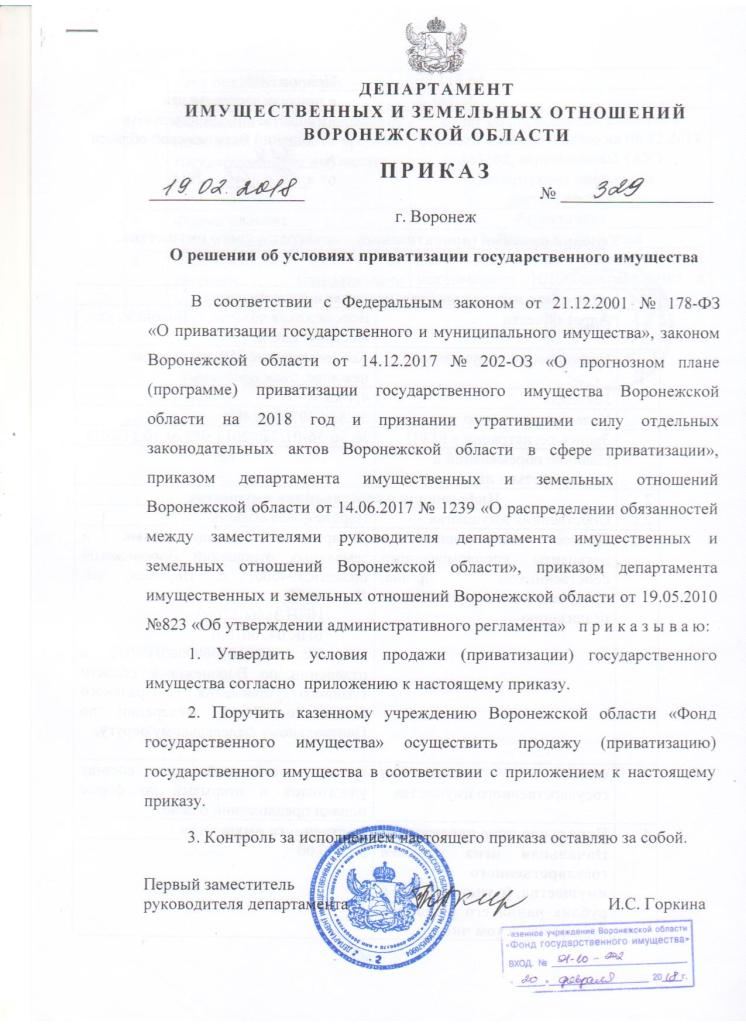 ДЕПАРТАМЕНТ
ИМУЩЕСТВЕННЫХ И ЗЕМЕЛЬНЫХ ОТНОШЕНИЙ
ВОРОНЕЖСКОЙ ОБЛАСТИ
ПРИКАЗ
19.02.2018 № 329
г. Воронеж
О решении об условиях приватизации государственного имущества
В соответствии с Федеральным законом от 21.12.2001 № 178-ФЗ
«О приватизации государственного и муниципального имущества», законом
Воронежской области от 14.12.2017 № 202-ОЗ «О прогнозном плане
(программе) приватизации государственного имущества Воронежской
области на 2018 год и признании утратившими силу отдельных
законодательных актов Воронежской области в сфере приватизации»,
приказом департамента имущественных и земельных отношений
Воронежской области от 14.06.2017 № 1239 «О распределении обязанностей
между заместителями руководителя департамента имущественных и
земельных отношений Воронежской области», приказом департамента
имущественных и земельных отношений Воронежской области от 19.05.2010
№823 «Об утверждении административного регламента» п р и к а з ы в а ю:
1. Утвердить условия продажи (приватизации) государственного
имущества согласно приложению к настоящему приказу.
2. Поручить казенному учреждению Воронежской области «Фонд
государственного имущества» осуществить продажу (приватизацию)
государственного имущества в соответствии с приложением к настоящему
приказу.
3. Контроль за исполнением настоящего приказа оставляю за собой.
Первый заместитель
руководителя департамента И.С. Горкина
азенное учреждение Воронежской области
«Фонд государственного имущества»
ВХОД. №
20 февраля 2018 г.